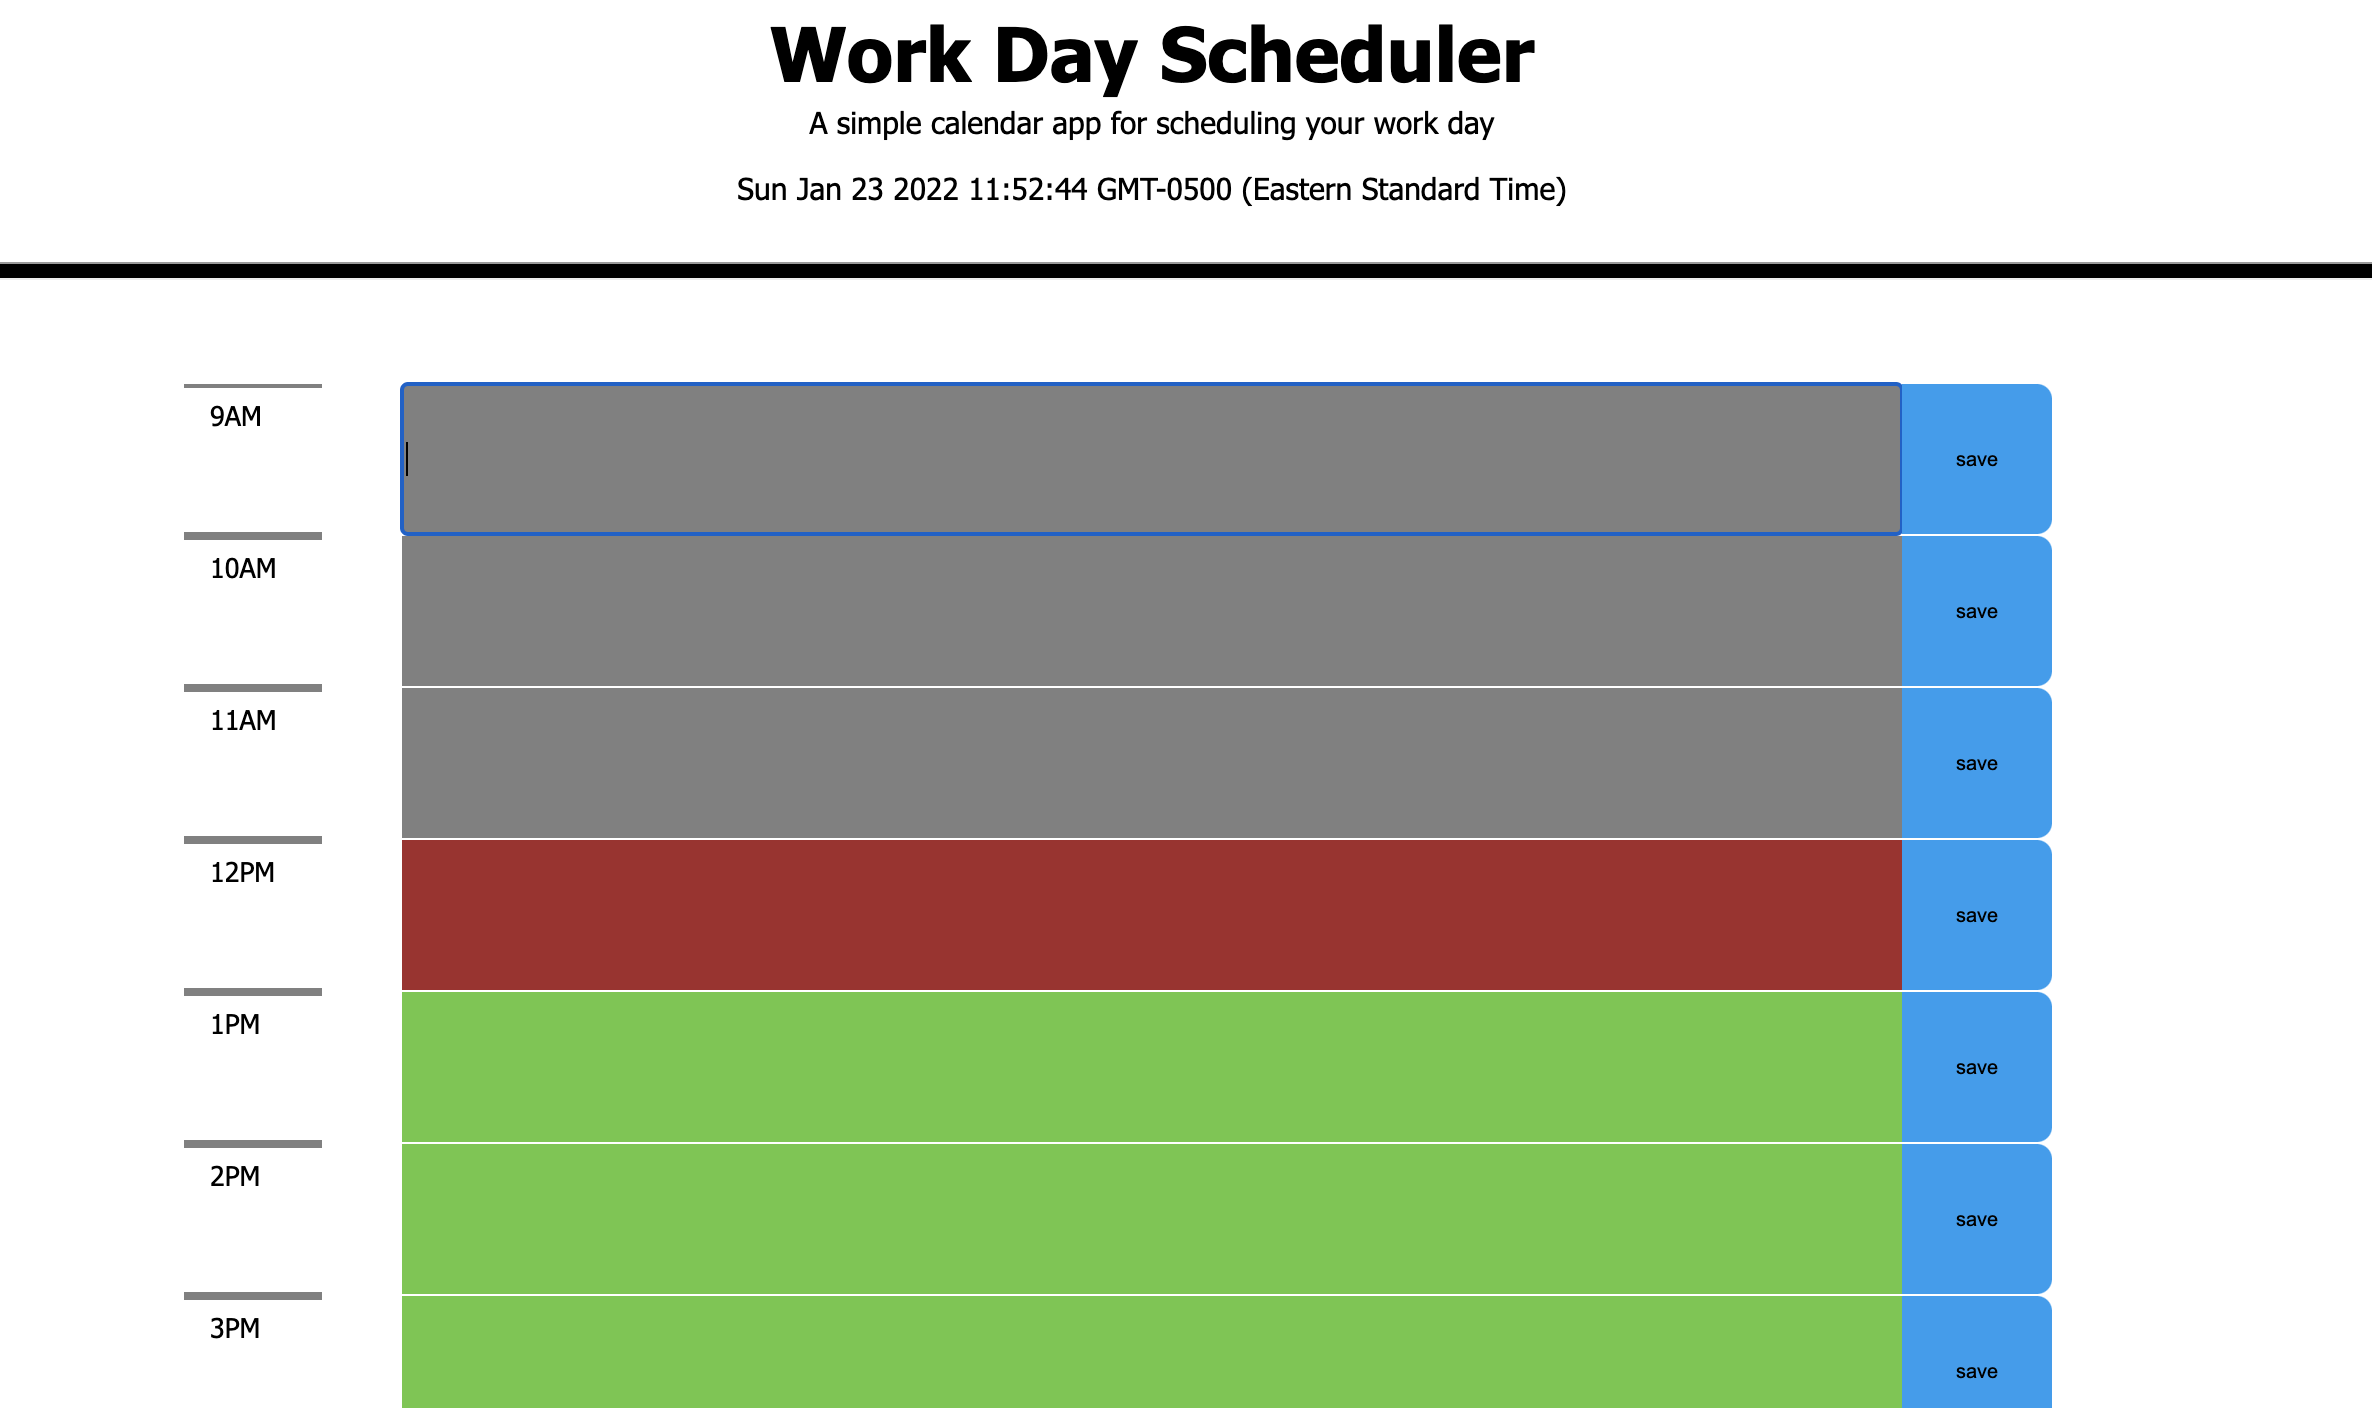 Work Day Scheduler
A simple calendar app for scheduling your work day
Sun Jan 23 2022 11:52:44 GMT-0500 (Eastern Standard Time)
9AM
save
10AM
save
11AM
save
12PM
save
1PM
save
2PM
save
3PM
save